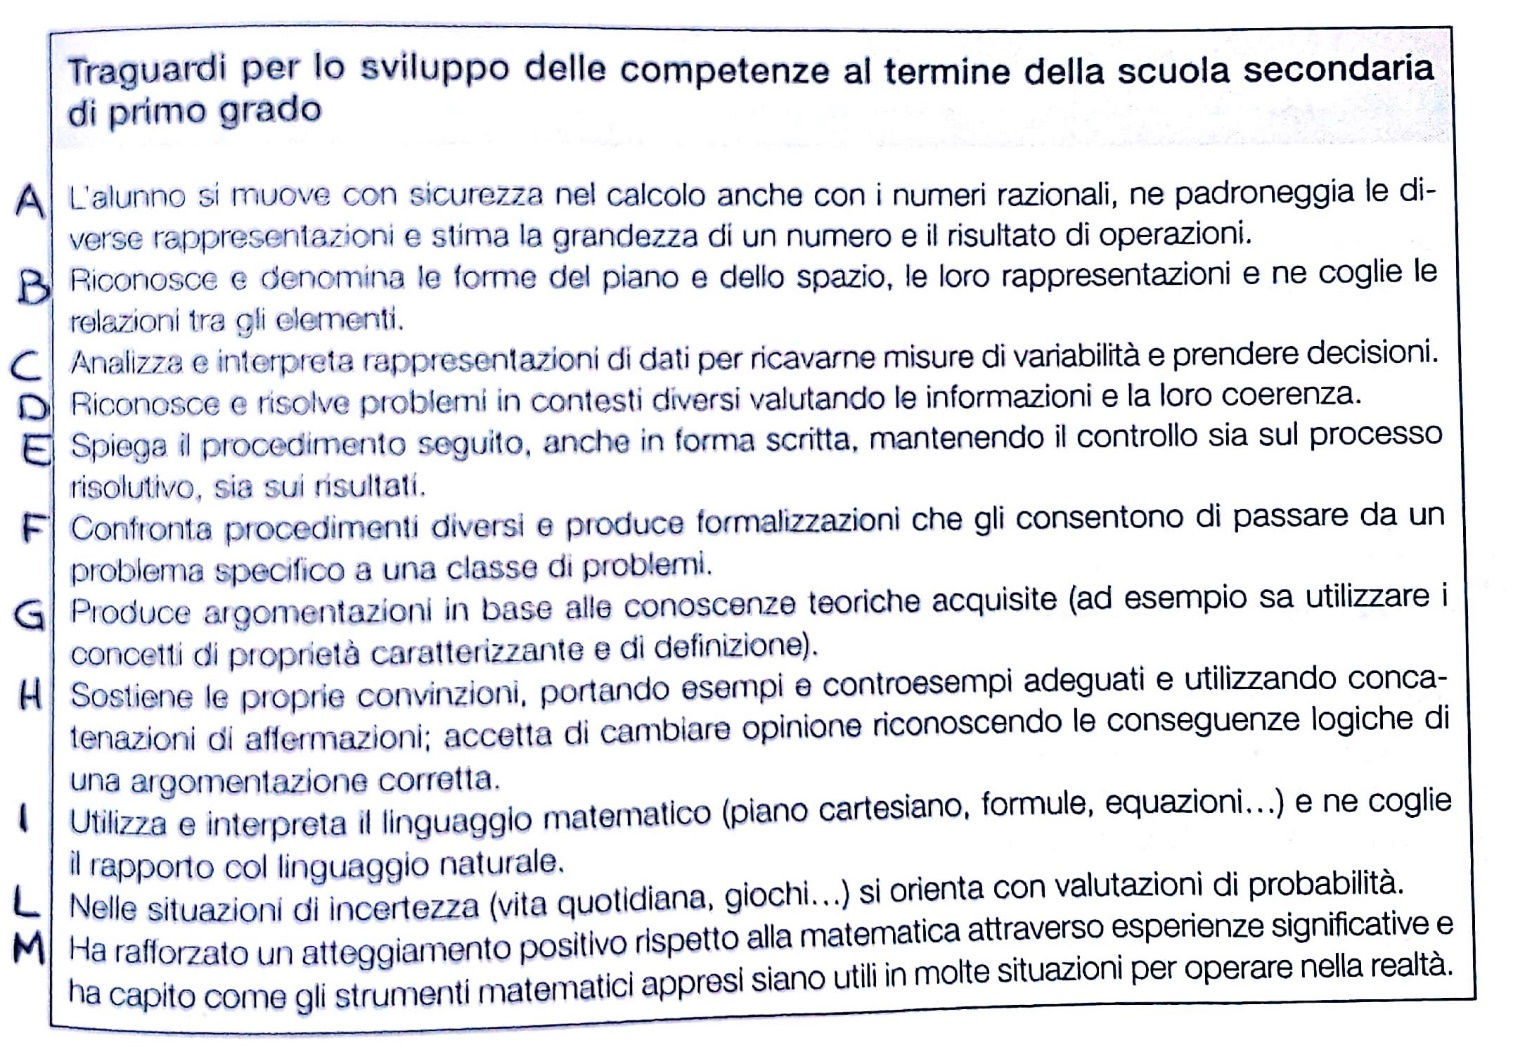 Traguardi per lo sviluppo delle competenze al termine della scuola secondaria
di primo grado
A L'alunno si muove con sicurezza nel calcolo anche con i numeri razionali, ne padroneggia le di-
verse rappresentazioni e stima la grandezza di un numero e il risultato di operazioni.
B Riconosce e denomina le forme del piano e dello spazio, le loro rappresentazioni e ne coglie le
relazioni tra gli elementi.
C Analizza e interpreta rappresentazioni di dati per ricavarne misure di variabilità e prendere decisioni.
D Riconosce e risolve problemi in contesti diversi valutando le informazioni e la loro coerenza.
E Spiega il procedimento seguito, anche in forma scritta, mantenendo il controllo sia sul processo
risolutivo, sia sui risultati.
F Confronta procedimenti diversi e produce formalizzazioni che gli consentono di passare da un
problema specifico a una classe di problemi.
G Produce argomentazioni in base alle conoscenze teoriche acquisite (ad esempio sa utilizzare i
concetti di proprietà caratterizzante e di definizione).
H Sostiene le proprie convinzioni, portando esempi e controesempi adeguati e utilizzando conca-
tenazioni di affermazioni; accetta di cambiare opinione riconoscendo le conseguenze logiche di
una argomentazione corretta.
I Utilizza e interpreta il linguaggio matematico (piano cartesiano, formule, equazioni...) e ne coglie
il rapporto col linguaggio naturale.
L Nelle situazioni di incertezza (vita quotidiana, giochi...) si orienta con valutazioni di probabilità.
M Ha rafforzato un atteggiamento positivo rispetto alla matematica attraverso esperienze significative e
ha capito come gli strumenti matematici appresi siano utili in molte situazioni per operare nella realtà.